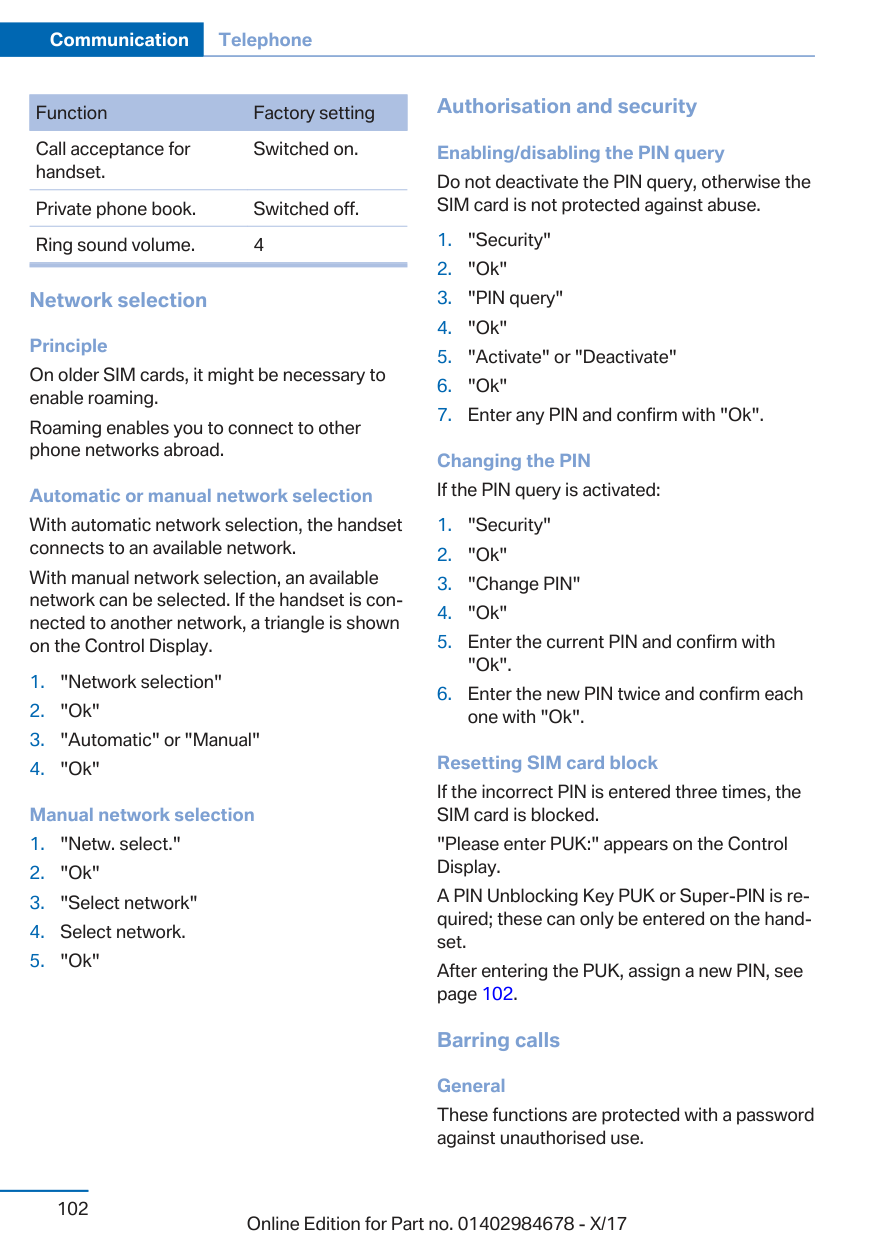 Communication Telephone
Function Factory setting
Call acceptance for Switched on.
handset.
Private phone book. Switched off.
Ring sound volume. 4
Network selection
Principle
On older SIM cards, it might be necessary to
enable roaming.
Roaming enables you to connect to other
phone networks abroad.
Automatic or manual network selection
With automatic network selection, the handset
connects to an available network.
With manual network selection, an available
network can be selected. If the handset is con-
nected to another network, a triangle is shown
on the Control Display.
1. "Network selection"
2. "Ok"
3. "Automatic" or "Manual"
4. "Ok"
Manual network selection
1. "Netw. select."
2. "Ok"
3. "Select network"
4. Select network.
5. "Ok"
Authorisation and security
Enabling/disabling the PIN query
Do not deactivate the PIN query, otherwise the
SIM card is not protected against abuse.
1. "Security"
2. "Ok"
3. "PIN query"
4. "Ok"
5. "Activate" or "Deactivate"
6. "Ok"
7. Enter any PIN and confirm with "Ok".
Changing the PIN
If the PIN query is activated:
1. "Security"
2. "Ok"
3. "Change PIN"
4. "Ok"
5. Enter the current PIN and confirm with
"Ok".
6. Enter the new PIN twice and confirm each
one with "Ok".
Resetting SIM card block
If the incorrect PIN is entered three times, the
SIM card is blocked.
"Please enter PUK:" appears on the Control
Display.
A PIN Unblocking Key PUK or Super-PIN is re-
quired; these can only be entered on the hand-
set.
After entering the PUK, assign a new PIN, see
page 102.
Barring calls
General
These functions are protected with a password
against unauthorised use.
102
Online Edition for Part no. 01402984678 - X/17